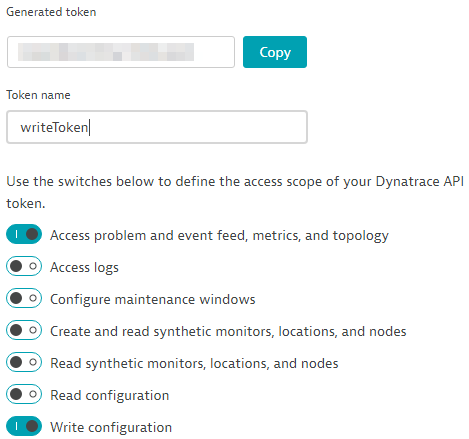 Generated token
Copy
Token name
writeToken
Use the switches below to define the access scope of your Dynatrace API
token.
Access problem and event feed, metrics, and topology
Access logs
Configure maintenance windows
Create and read synthetic monitors, locations, and nodes
Read synthetic monitors, locations, and nodes
Read configuration
Write configuration